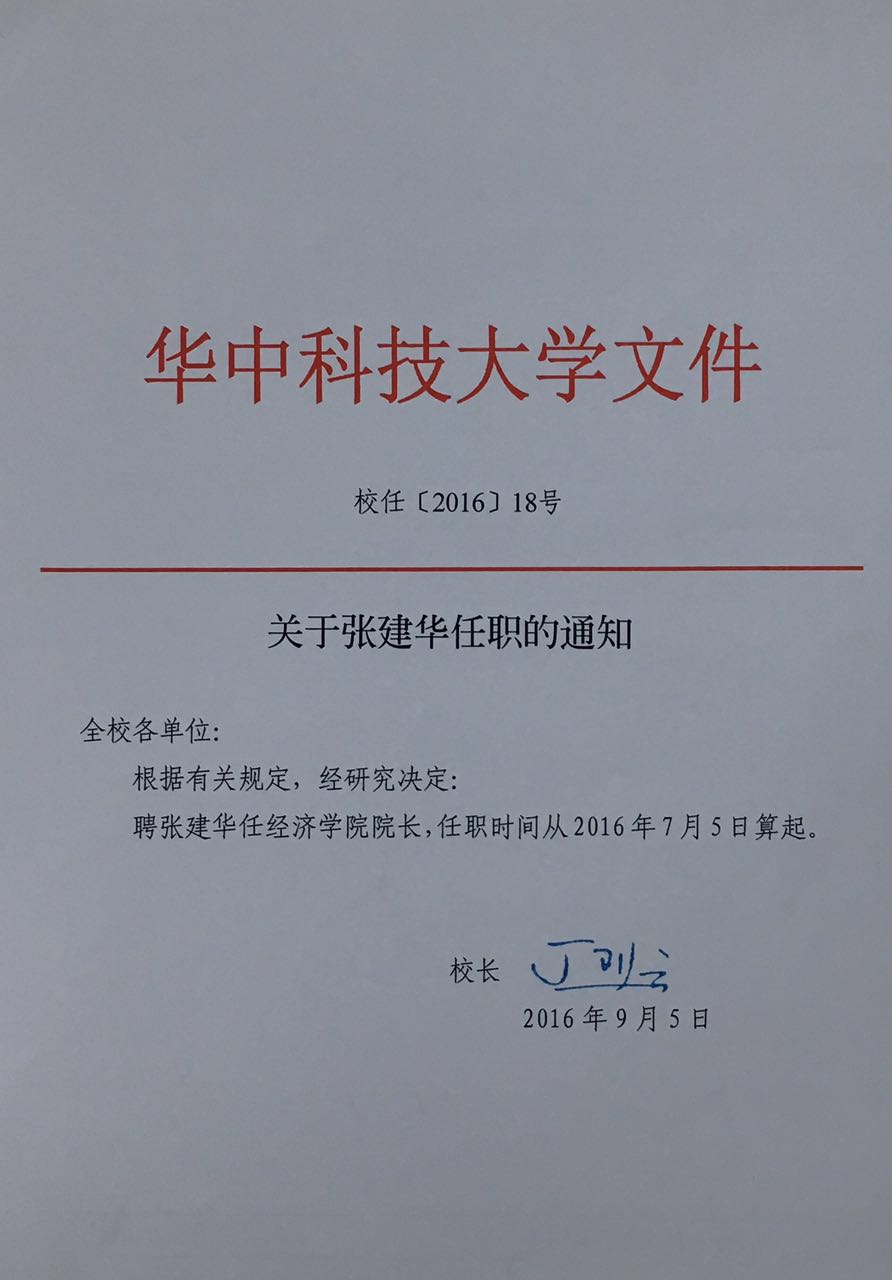 华中科技大学文件
校任〔2016〕18号
关于张建华任职的通知
全校各单位：
根据有关规定，经研究决定：
聘张建华任经济学院院长，任职时间从2016年7月5日算起。
校长 丁烈云
2016年9月5日